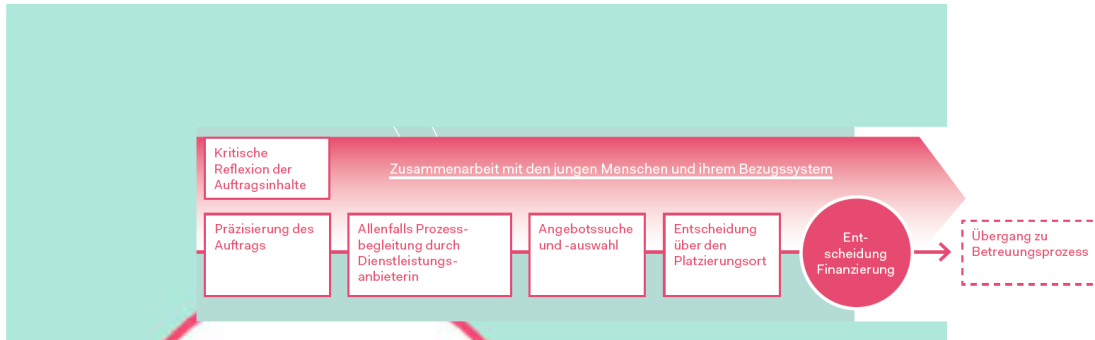 Kritische
Reflexion der
Auftragsinhalte
Zusammenarbeit mit den jungen Menschen und ihrem Bezugssystem
Präzisierung des
Auftrags
Allenfalls Prozess-
begleitung durch
Dienstleistungs-
anbieterin
Angebotssuche
und -auswahl
Entscheidung
über den
Platzierungsort
Ent-
scheidung
Finanzierung
Übergang zu
Betreuungsprozess